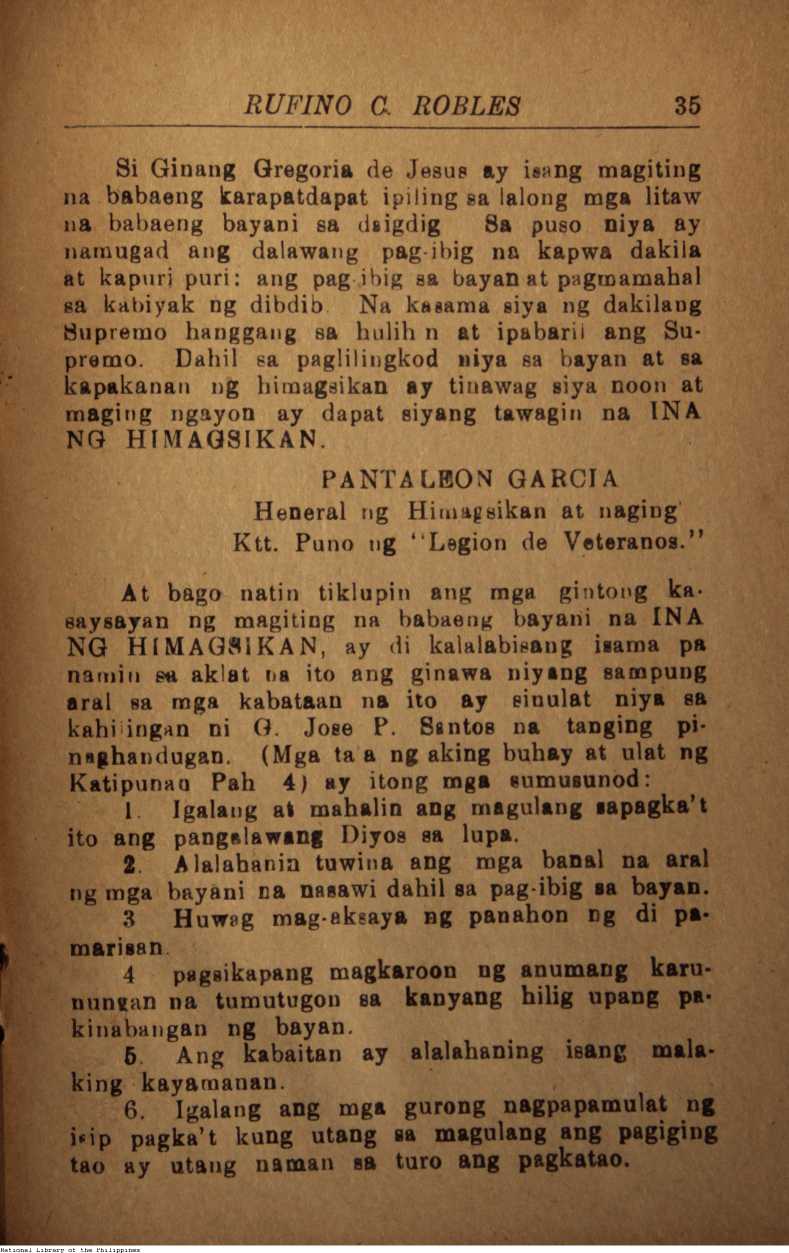 RUFINO G. ROBLES 35
Si Ginang Gregoria de Jesus ay isang magiting
na babaeng karapatdapat ipiling sa lalong mga litaw
na babaeng bayani sa daigdig Sa puso niya ay
namugad ang dalawang pag-ibig na kapwa dakila
at kapuri puri: ang pag-ibig sa bayan at pagmamahal
sa kabiyak ng dibdib. Na kasama siya ng dakilang
Supremo hanggang sa hulih n at ipabaril ang Su-
premo. Dahil sa paglilingkod niya sa bayan at sa
kapakanan ng himagsikan ay tinawag siya noon at
maging ngayon ay dapat siyang tawagin na INA
NG HIMAGSIKAN.
PANTALEON GARCIA
Heneral ng Himagsikan at naging
Ktt. Puno ng "Legion de Veteranos."
At bago natin tiklupin ang mga gintong ka-
saysayan ng magiting na babaeng bayani na INA
NG HIMAGSIKAN, ay di kalalabisang isama pa
namin sa aklat na ito ang ginawa niyang sampung
aral sa mga kabataan na ito ay sinulat niya sa
kahilingan ni G. Jose P. Santos na tanging pi-
naghandugan. (Mga ta a ng aking buhay at ulat ng
Katipunan Pah 4) ay itong mga sumusunod:
1. Igalang at mahalin ang magulang sapagka't
ito ang pangalawang Diyos sa lupa.
2. Alalahanin tuwina ang mga banal na aral
ng mga bayani na nasawi dahil sa pag-ibig sa bayan.
3 Huwag mag-aksaya ng panahon ng di pa-
marisan.
4 pagsikapang magkaroon ng anumang karu-
nungan na tumutugon sa kanyang hilig upang pa-
kinabangan ng bayan.
5. Ang kabaitan ay alalahaning isang mala-
king kayamanan.
6. Igalang ang mga gurong nagpapamulat ng
isip pagka't kung utang sa magulang ang pagiging
tao ay utang naman sa turo ang pagkatao.
National Library of the Philippines